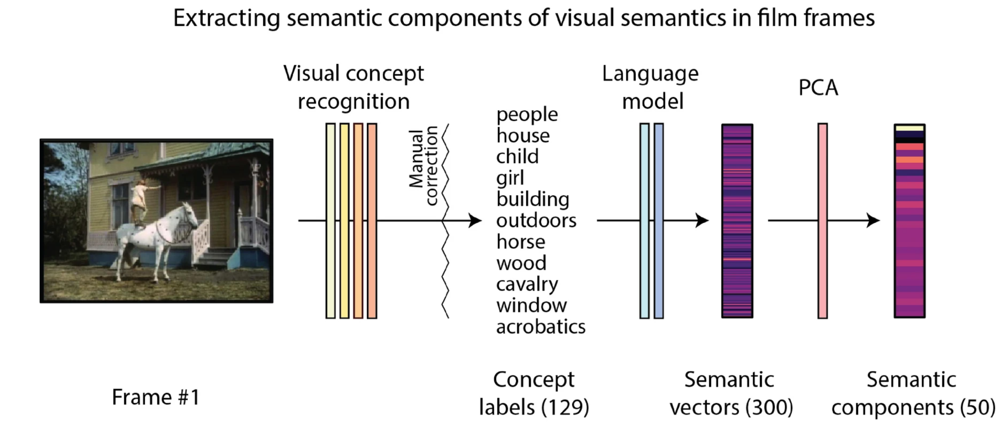 Extracting semantic components of visual semantics in film frames
Visual concept
recognition
Manual
correction
people
house
child
girl
building
outdoors
horse
wood
cavalry
window
acrobatics
Language
model
PCA
Frame #1
Concept
labels (129)
Semantic
vectors (300)
Semantic
components (50)